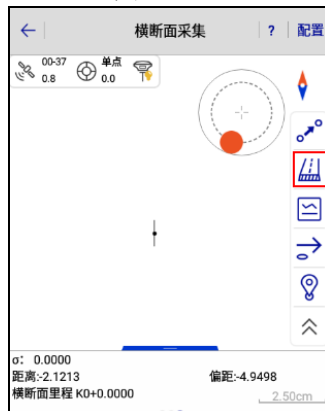 横断面采集 ? 配置
00-37 单点
0.8 0.0
σ: 0.0000
距离:-2.1213 偏距:-4.9498
横断面里程 K0+0.0000
2.50cm